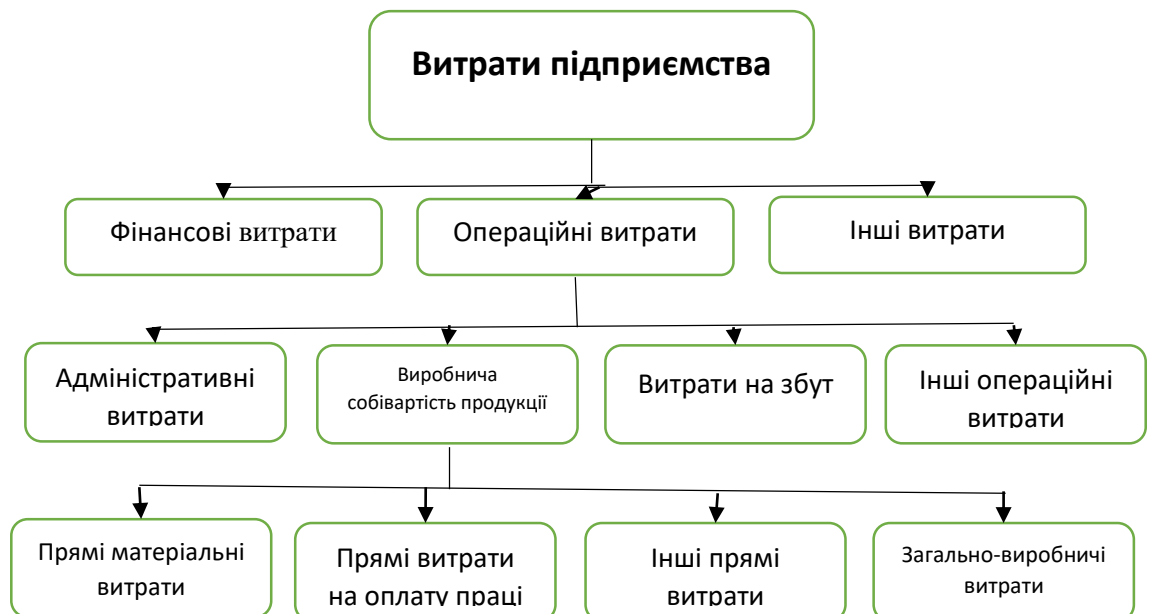 Витрати підприємства
Фінансові витрати
Операційні витрати
Інші витрати
Адміністративні
витрати
Виробнича
собівартість продукції
Витрати на збут
Інші операційні
витрати
Прямі матеріальні
витрати
Прямі витрати
на оплату праці
Інші прямі
витрати
Загально-виробничі
витрати